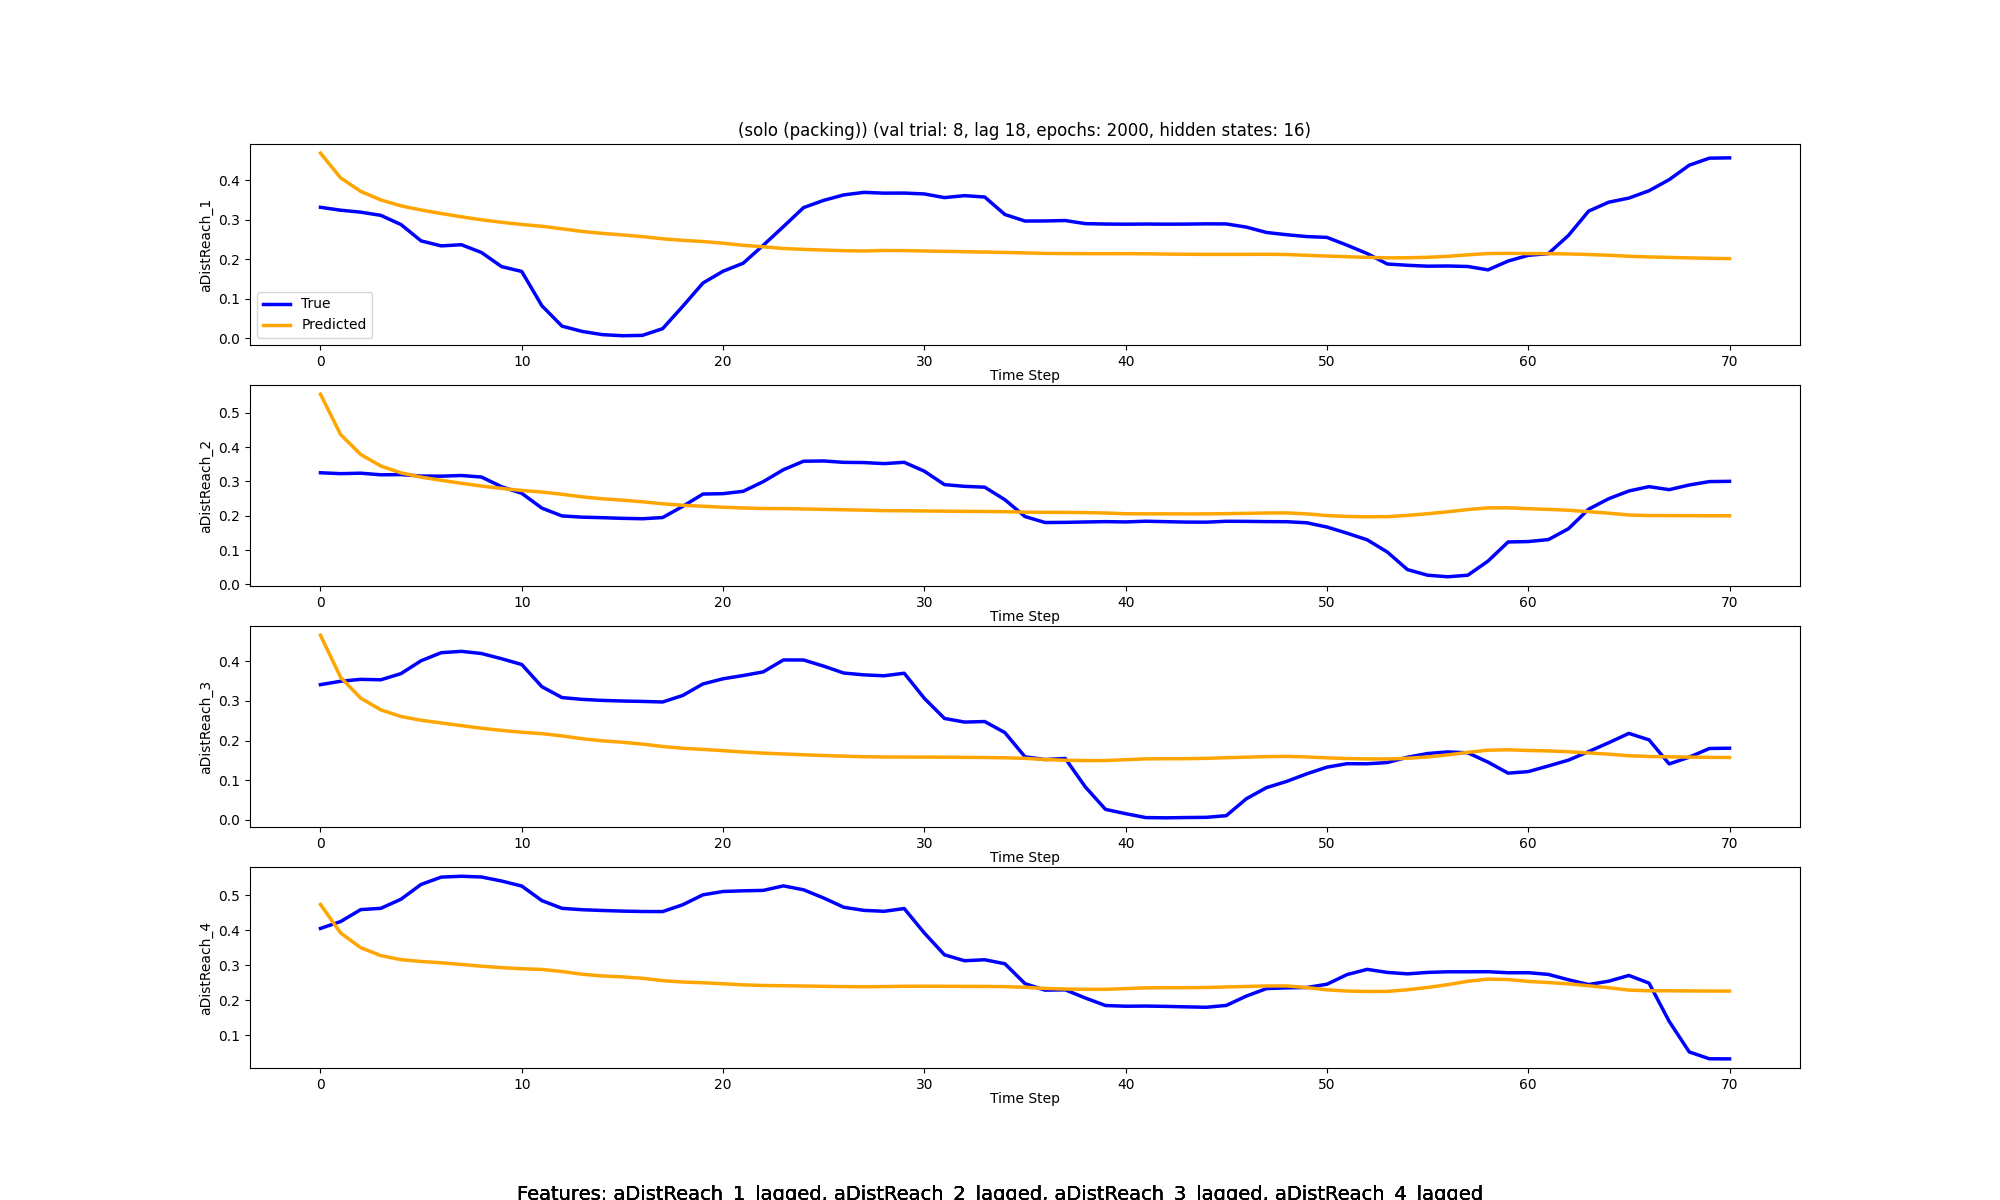 (solo (packing)) (val trial: 8, lag 18, epochs: 2000, hidden states: 16)
aDistReach_1
0.4
0.3
0.2
0.1
0.0
True
Predicted
0 10 20 30 40 50 60 70
Time Step
aDistReach_2
0.5
0.4
0.3
0.2
0.1
0.0
0 10 20 30 40 50 60 70
Time Step
aDistReach_3
0.4
0.3
0.2
0.1
0.0
0 10 20 30 40 50 60 70
Time Step
aDistReach_4
0.5
0.4
0.3
0.2
0.1
0 10 20 30 40 50 60 70
Time Step
Features: aDistReach_1_lagged, aDistReach_2_lagged, aDistReach_3_lagged, aDistReach_4_lagged